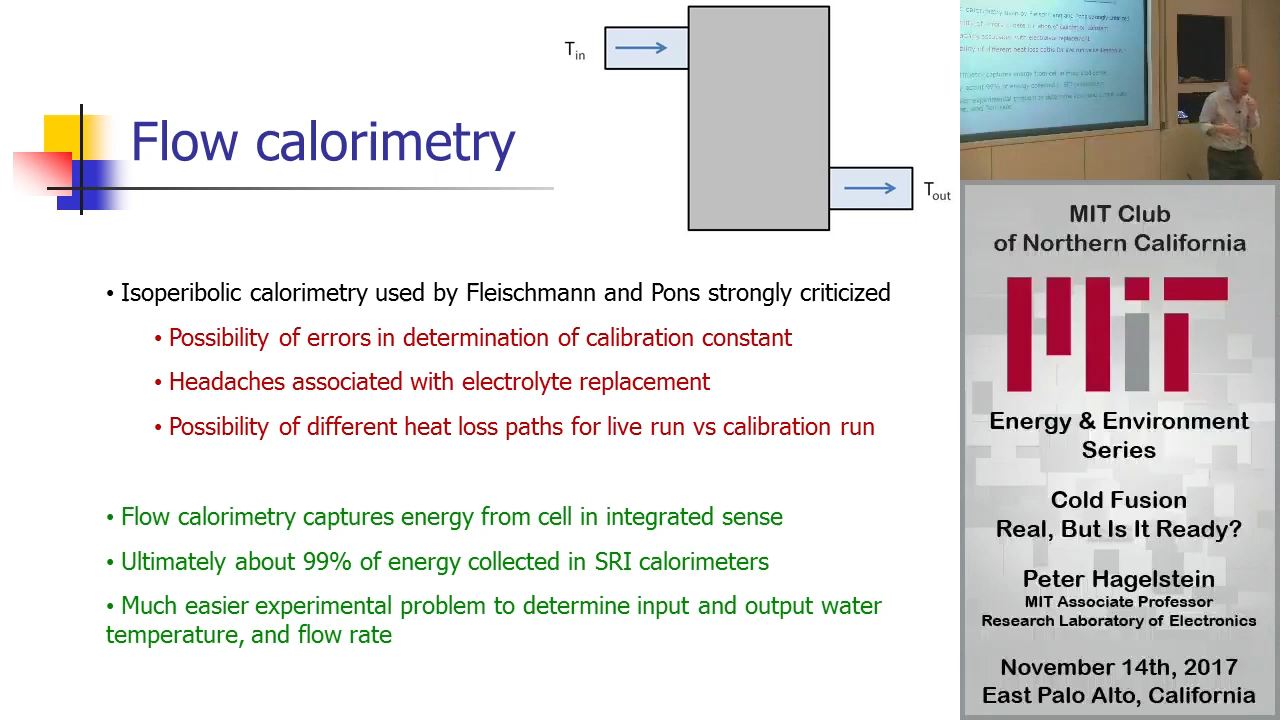 T in
Flow calorimetry
T out
• Isoperibolic calorimetry used by Fleischmann and Pons strongly criticized
• Possibility of errors in determination of calibration constant
• Headaches associated with electrolyte replacement
• Possibility of different heat loss paths for live run vs calibration run
• Flow calorimetry captures energy from cell in integrated sense
• Ultimately about 99% of energy collected in SRI calorimeters
• Much easier experimental problem to determine input and output water
temperature, and flow rate
MIT Club
of Northern California
MIT
Energy & Environment
Series
Cold Fusion
Real, But Is It Ready?
Peter Hagelstein
MIT Associate Professor
Research Laboratory of Electronics
November 14th, 2017
East Palo Alto, California